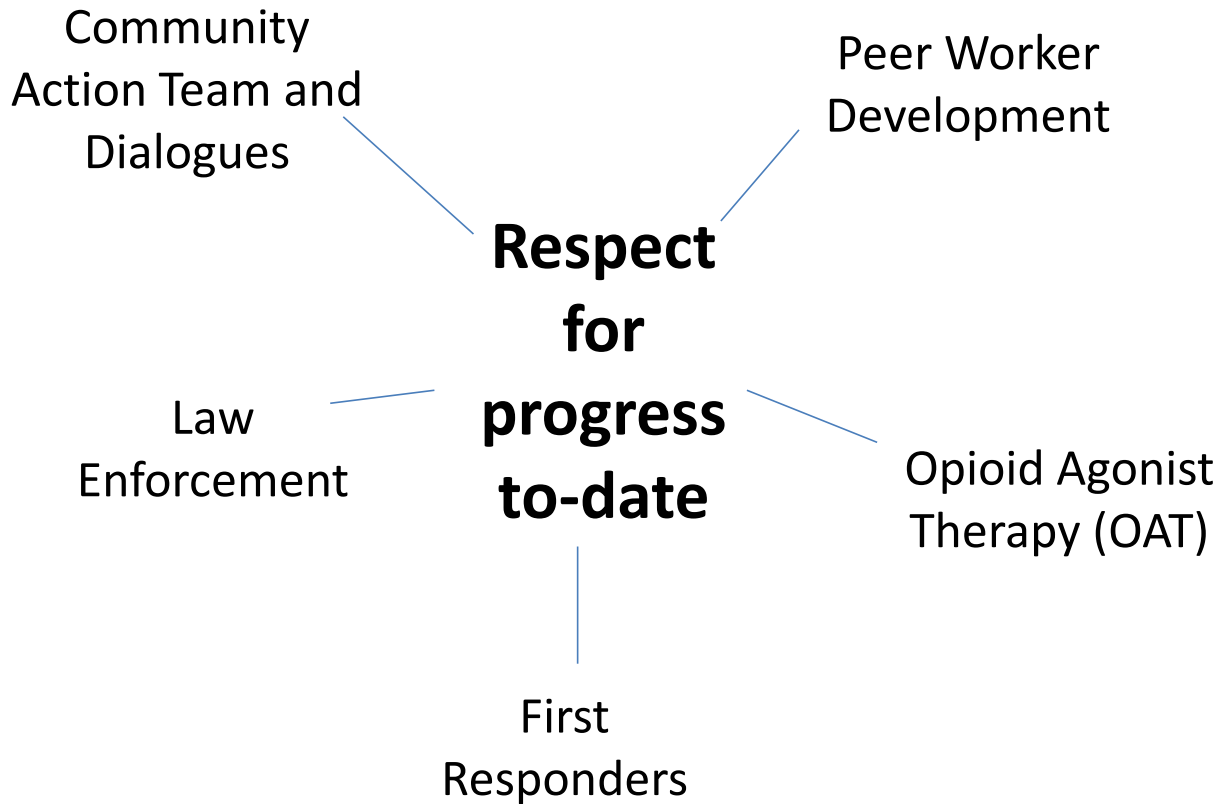 Community
Action Team and
Dialogues
Peer Worker
Development
Respect
for
progress
to-date
Law
Enforcement
Opioid Agonist
Therapy (OAT)
First
Responders